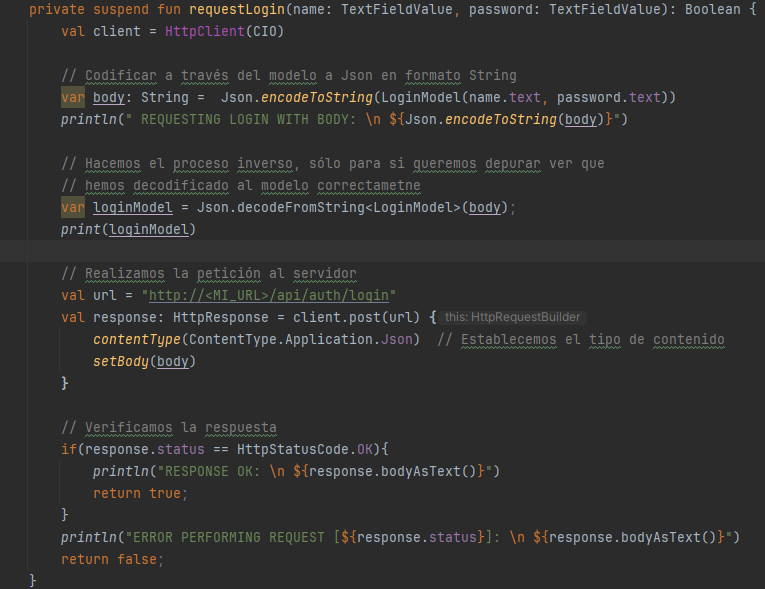 private suspend fun requestLogin(name: TextFieldValue, password: TextFieldValue): Boolean {
    val client = HttpClient(CIO)
    // Codificar a través del modelo a Json en formato String
    var body: String =  Json.encodeToString(LoginModel(name.text, password.text))
    println(" REQUESTING LOGIN WITH BODY: \n ${Json.encodeToString(body)}")
    // Hacemos el proceso inverso, sólo para si queremos depurar ver que
    // hemos decodificado al modelo correctametne
    var loginModel = Json.decodeFromString<LoginModel>(body);
    print(loginModel)
    // Realizamos la petición al servidor
    val url = "http://<MI_URL>/api/auth/login"
    val response: HttpResponse = client.post(url) { this: HttpRequestBuilder
        contentType(ContentType.Application.Json)  // Establecemos el tipo de contenido
        setBody(body)
    }
    // Verificamos la respuesta
    if(response.status == HttpStatusCode.OK){
        println("RESPONSE OK: \n ${response.bodyAsText()}")
        return true;
    }
    println("ERROR PERFORMING REQUEST [${response.status}]: \n ${response.bodyAsText()}")
    return false;
}